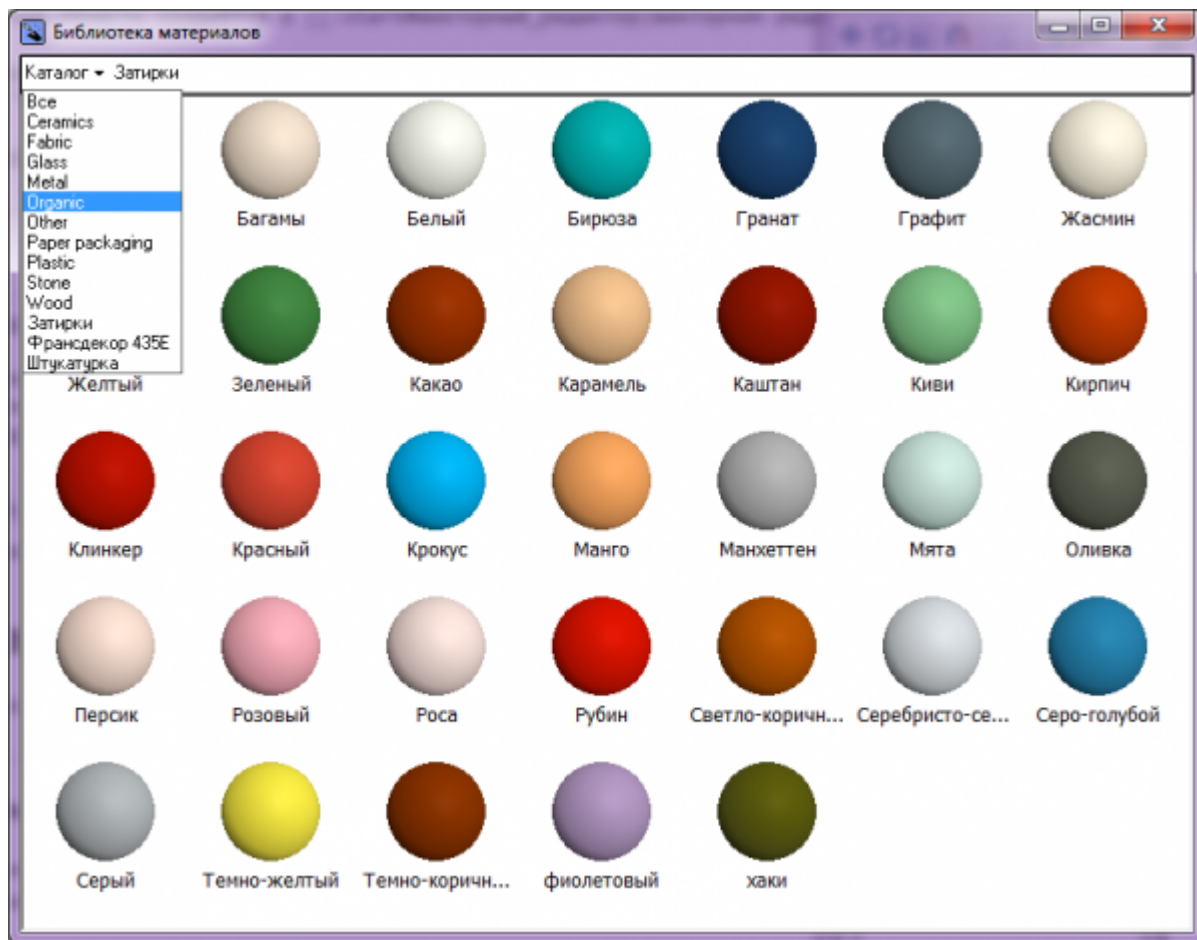 Библиотека материалов
Каталог Затирки
Все
Ceramics
Fabric
Glass
Metal
Organic
Other
Paper packaging
Plastic
Stone
Wood
Затирки
Франсдекор 435E
Штукатурка
Багамы Белый Бирюза Гранат Графит Жасмин
Желтый Зеленый Какао Карамель Каштан Киви Кирпич
Клинкер Красный Крокус Манго Манхеттен Мята Оливка
Персик Розовый Роса Рубин Светло-коричн... Серебристо-се... Серо-голубой
Серый Темно-желтый Темно-коричн... фиолетовый хаки